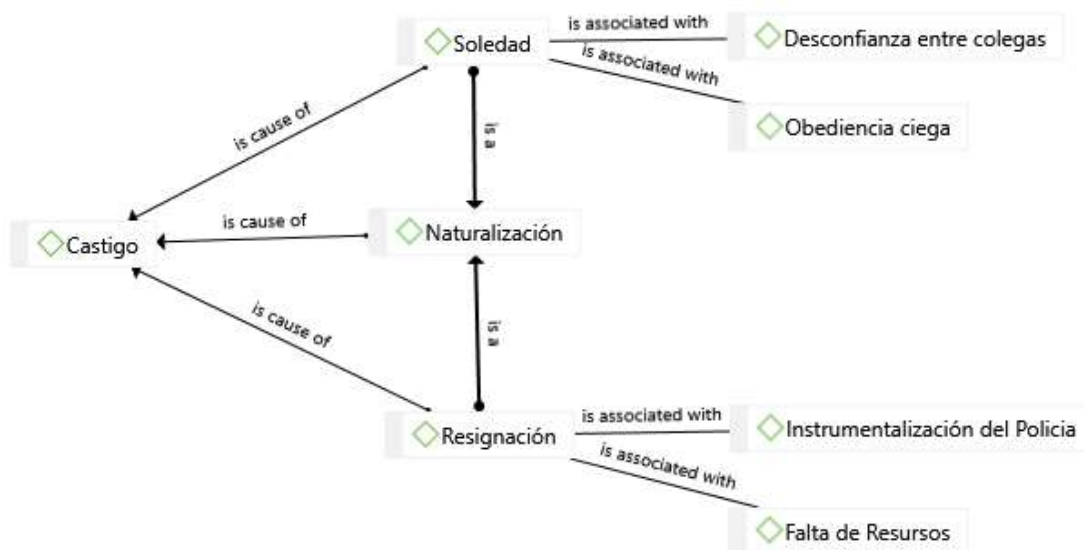 is associated with
Soledad
Desconfianza entre colegas
is associated with
Obediencia ciega
is cause of
is a
is cause of
Naturalización
Castigo
is cause of
is a
Resignación
is associated with
Instrumentalización del Policia
is associated with
Falta de Resursos